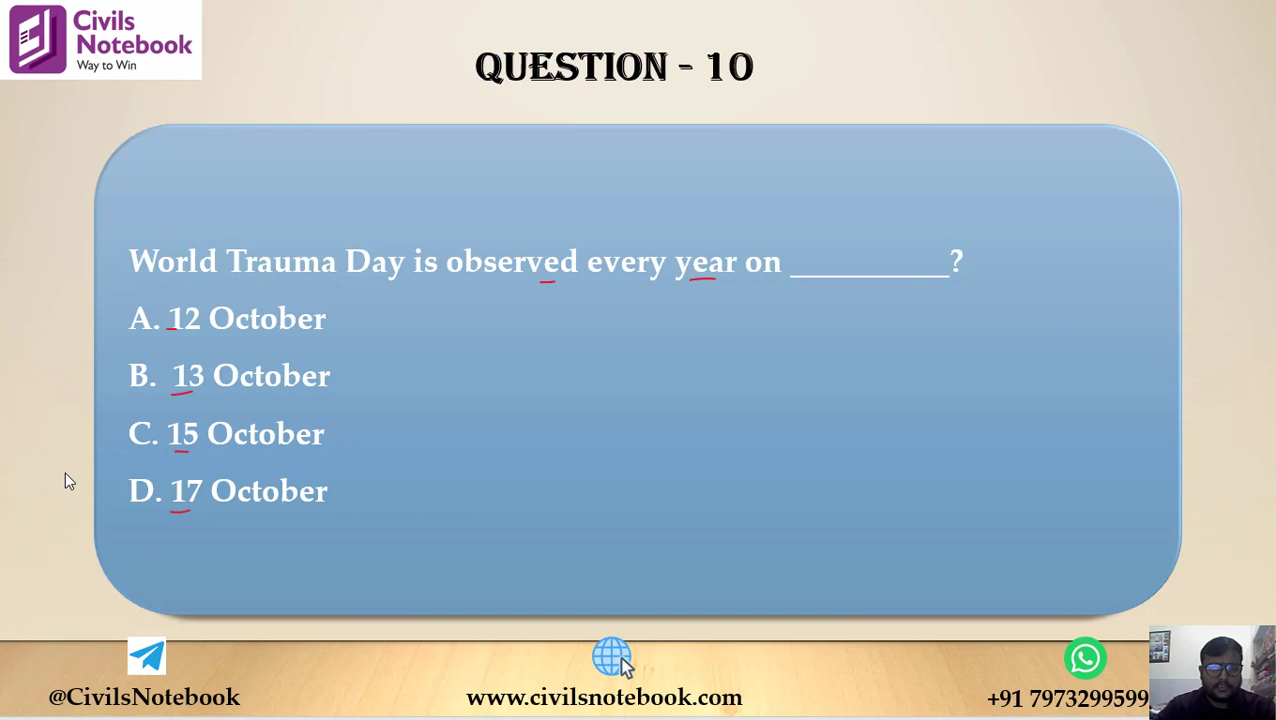 Civils
Notebook
Way to Win
QUESTION - 10
World Trauma Day is observed every year on __________?
A. 12 October
B. 13 October
C. 15 October
D. 17 October
@CivilsNotebook
www.civilsnotebook.com
+91 7973299599